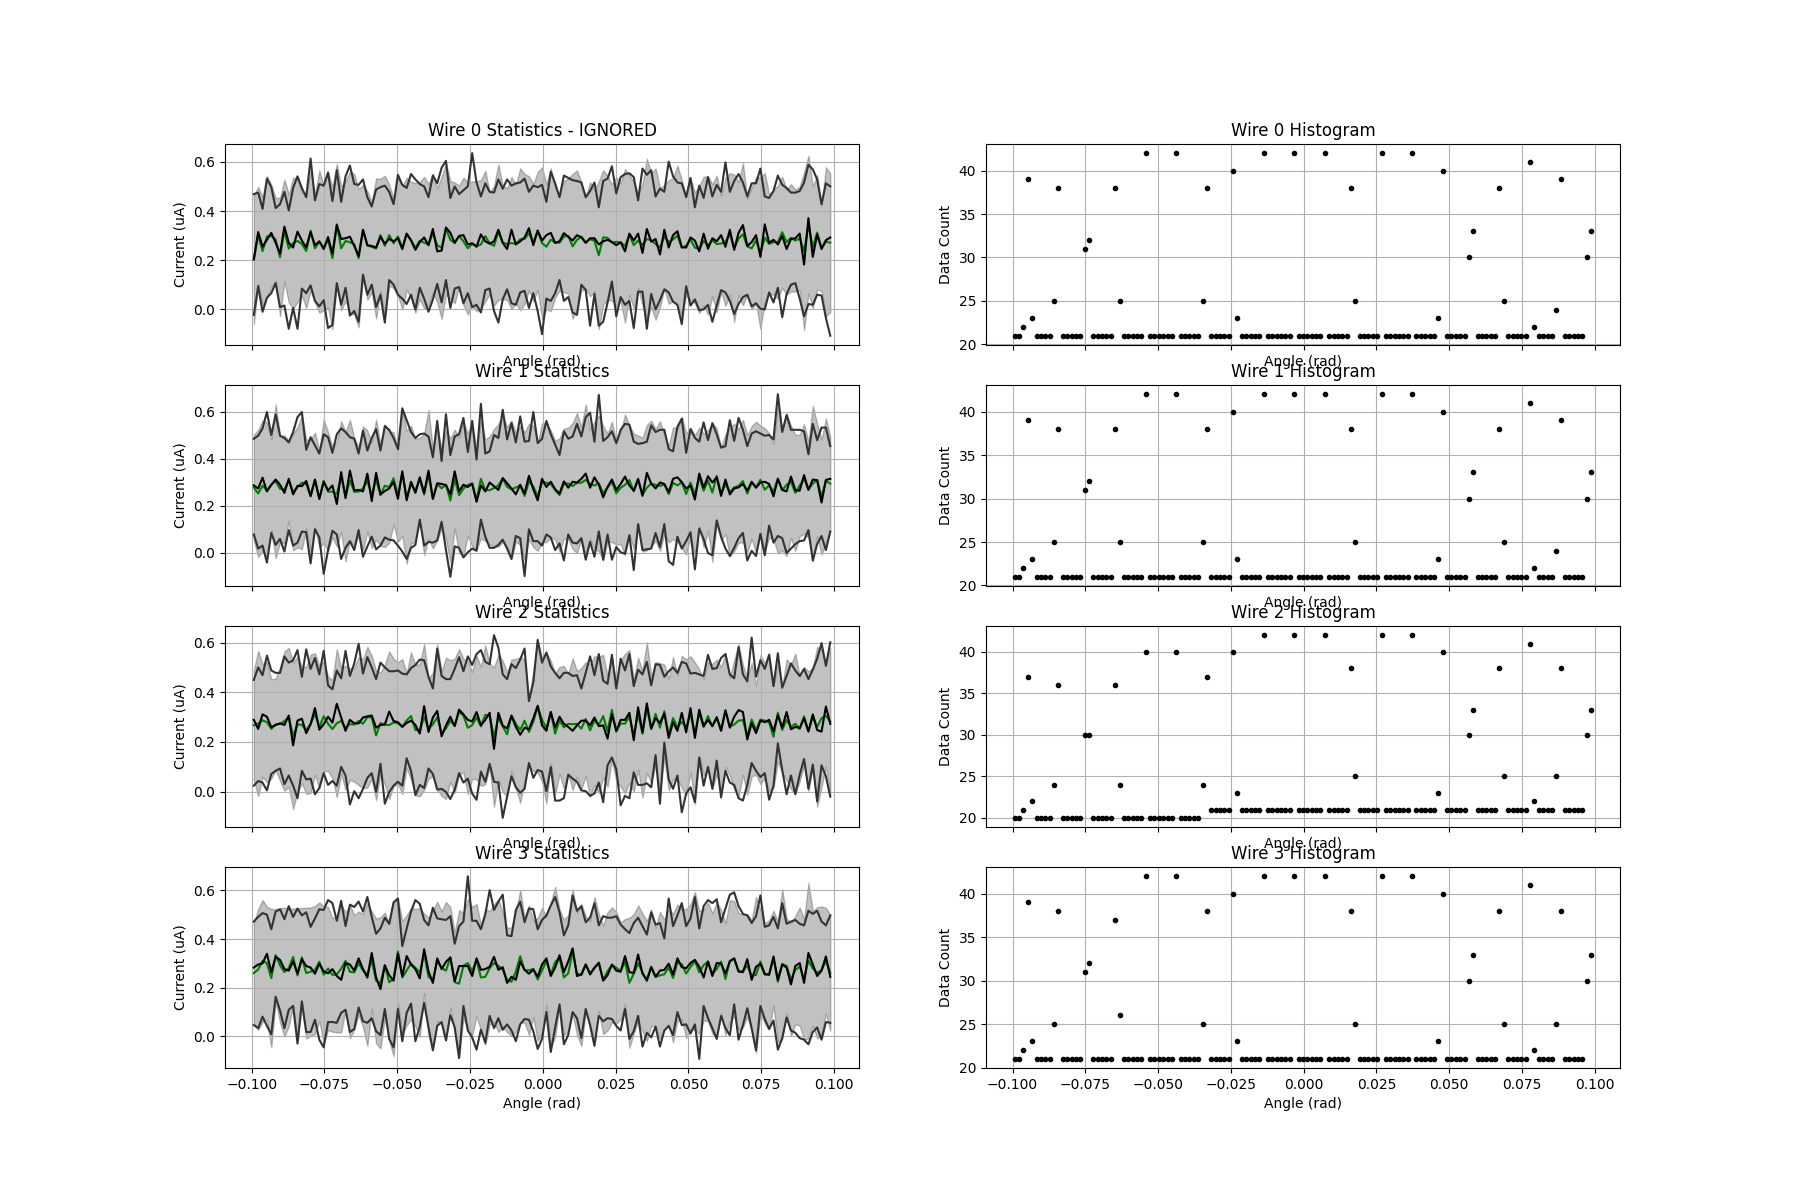 Wire 0 Statistics - IGNORED
Current (uA)
0.6
0.4
0.2
0.0
Angle (rad)
Wire 0 Histogram
Data Count
40
35
30
25
20
Angle (rad)
Wire 1 Statistics
Current (uA)
0.6
0.4
0.2
0.0
Angle (rad)
Wire 1 Histogram
Data Count
40
35
30
25
20
Angle (rad)
Wire 2 Statistics
Current (uA)
0.6
0.4
0.2
0.0
Angle (rad)
Wire 2 Histogram
Data Count
40
35
30
25
20
Angle (rad)
Wire 3 Statistics
Current (uA)
0.6
0.4
0.2
0.0
−0.100 −0.075 −0.050 −0.025 0.000 0.025 0.050 0.075 0.100
Angle (rad)
Wire 3 Histogram
Data Count
40
35
30
25
20
−0.100 −0.075 −0.050 −0.025 0.000 0.025 0.050 0.075 0.100
Angle (rad)